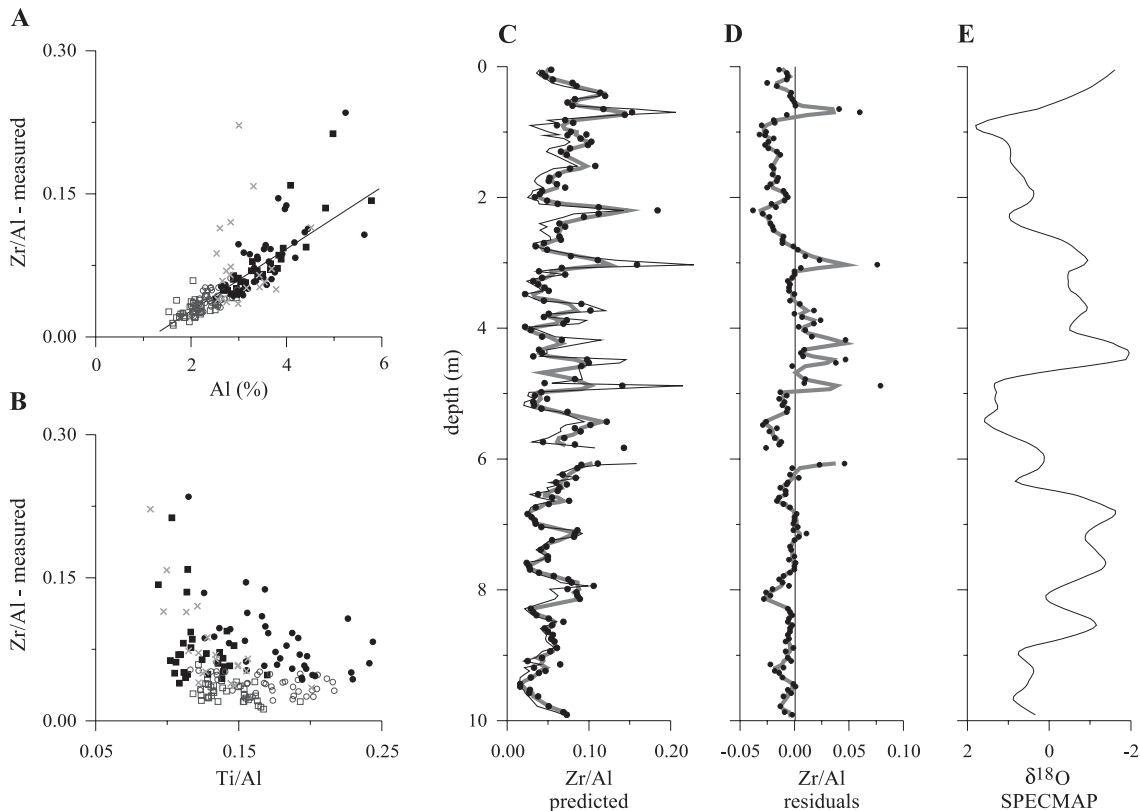 A
0.30
0.15
0.00
Zr/Al - measured
0
2
4
6
Al (%)
B
0.30
0.15
0.00
Zr/Al - measured
0.05
0.15
0.25
Ti/Al
C
0
2
4
6
8
10
depth (m)
0.00
0.10
0.20
Zr/Al
predicted
D
-0.05
0.00
0.05
0.10
Zr/Al
residuals
E
2
0
-2
δ18O
SPECMAP